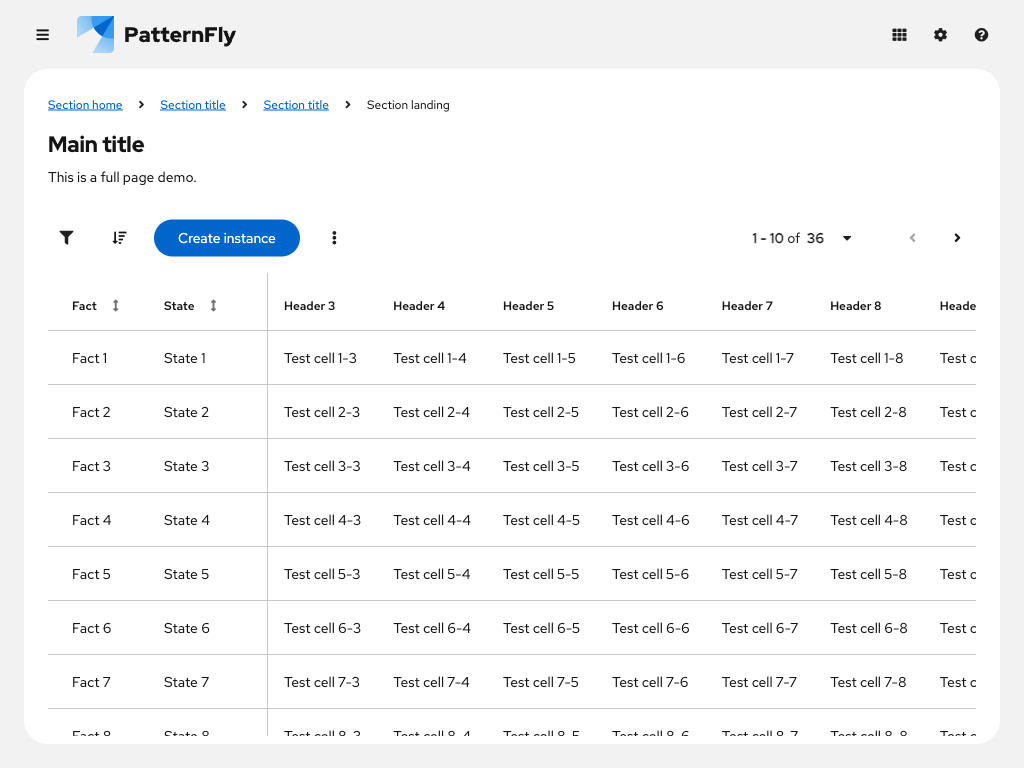 PatternFly
Section home Section title Section title Section landing
Main title
This is a full page demo.
Create instance 1 - 10 of 36
Fact State Header 3 Header 4 Header 5 Header 6 Header 7 Header 8 Heade
Fact 1 State 1 Test cell 1-3 Test cell 1-4 Test cell 1-5 Test cell 1-6 Test cell 1-7 Test cell 1-8 Test c
Fact 2 State 2 Test cell 2-3 Test cell 2-4 Test cell 2-5 Test cell 2-6 Test cell 2-7 Test cell 2-8 Test c
Fact 3 State 3 Test cell 3-3 Test cell 3-4 Test cell 3-5 Test cell 3-6 Test cell 3-7 Test cell 3-8 Test c
Fact 4 State 4 Test cell 4-3 Test cell 4-4 Test cell 4-5 Test cell 4-6 Test cell 4-7 Test cell 4-8 Test c
Fact 5 State 5 Test cell 5-3 Test cell 5-4 Test cell 5-5 Test cell 5-6 Test cell 5-7 Test cell 5-8 Test c
Fact 6 State 6 Test cell 6-3 Test cell 6-4 Test cell 6-5 Test cell 6-6 Test cell 6-7 Test cell 6-8 Test c
Fact 7 State 7 Test cell 7-3 Test cell 7-4 Test cell 7-5 Test cell 7-6 Test cell 7-7 Test cell 7-8 Test c
Fact 8 State 8 Test cell 8-3 Test cell 8-4 Test cell 8-5 Test cell 8-6 Test cell 8-7 Test cell 8-8 Test c